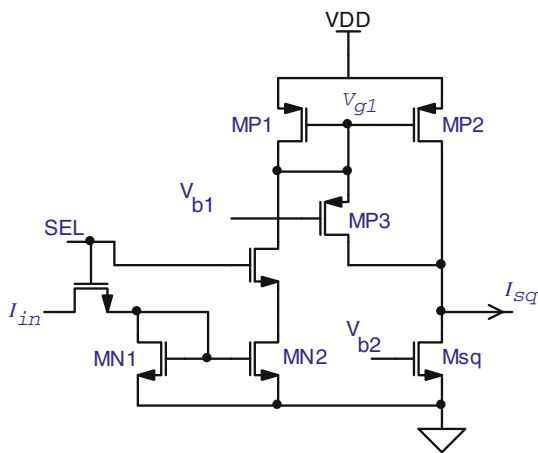 VDD
MP1
Vg1
MP2
Vb1
MP3
SEL
Iin
Isq
MN1
MN2
Vb2
Msq